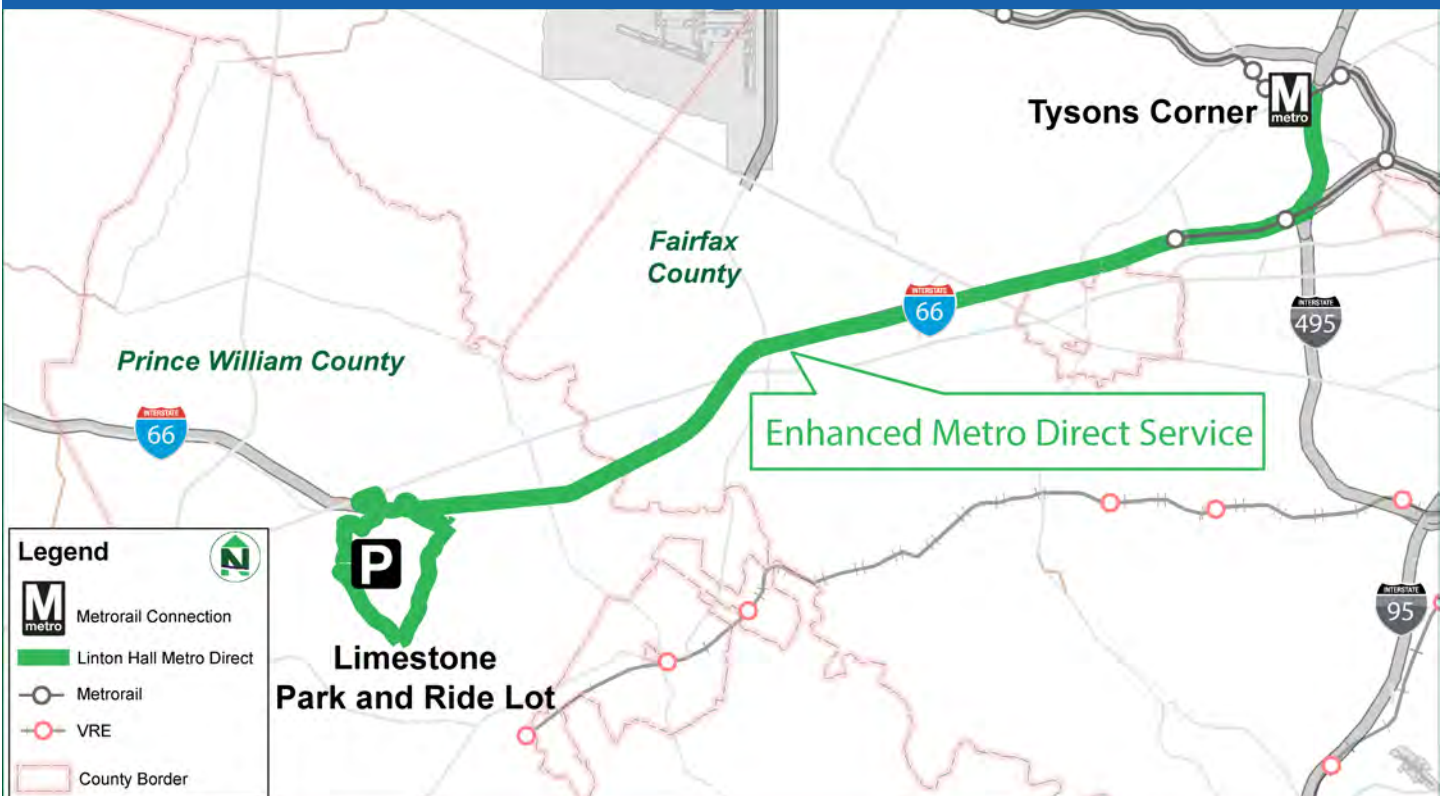 Tysons Corner
M
metro
Fairfax
County
INTERSTATE
66
INTERSTATE
495
Prince William County
INTERSTATE
66
Enhanced Metro Direct Service
P
Limestone
Park and Ride Lot
INTERSTATE
95
Legend
N
M
metro
Metrorail Connection
Linton Hall Metro Direct
Metrorail
VRE
County Border